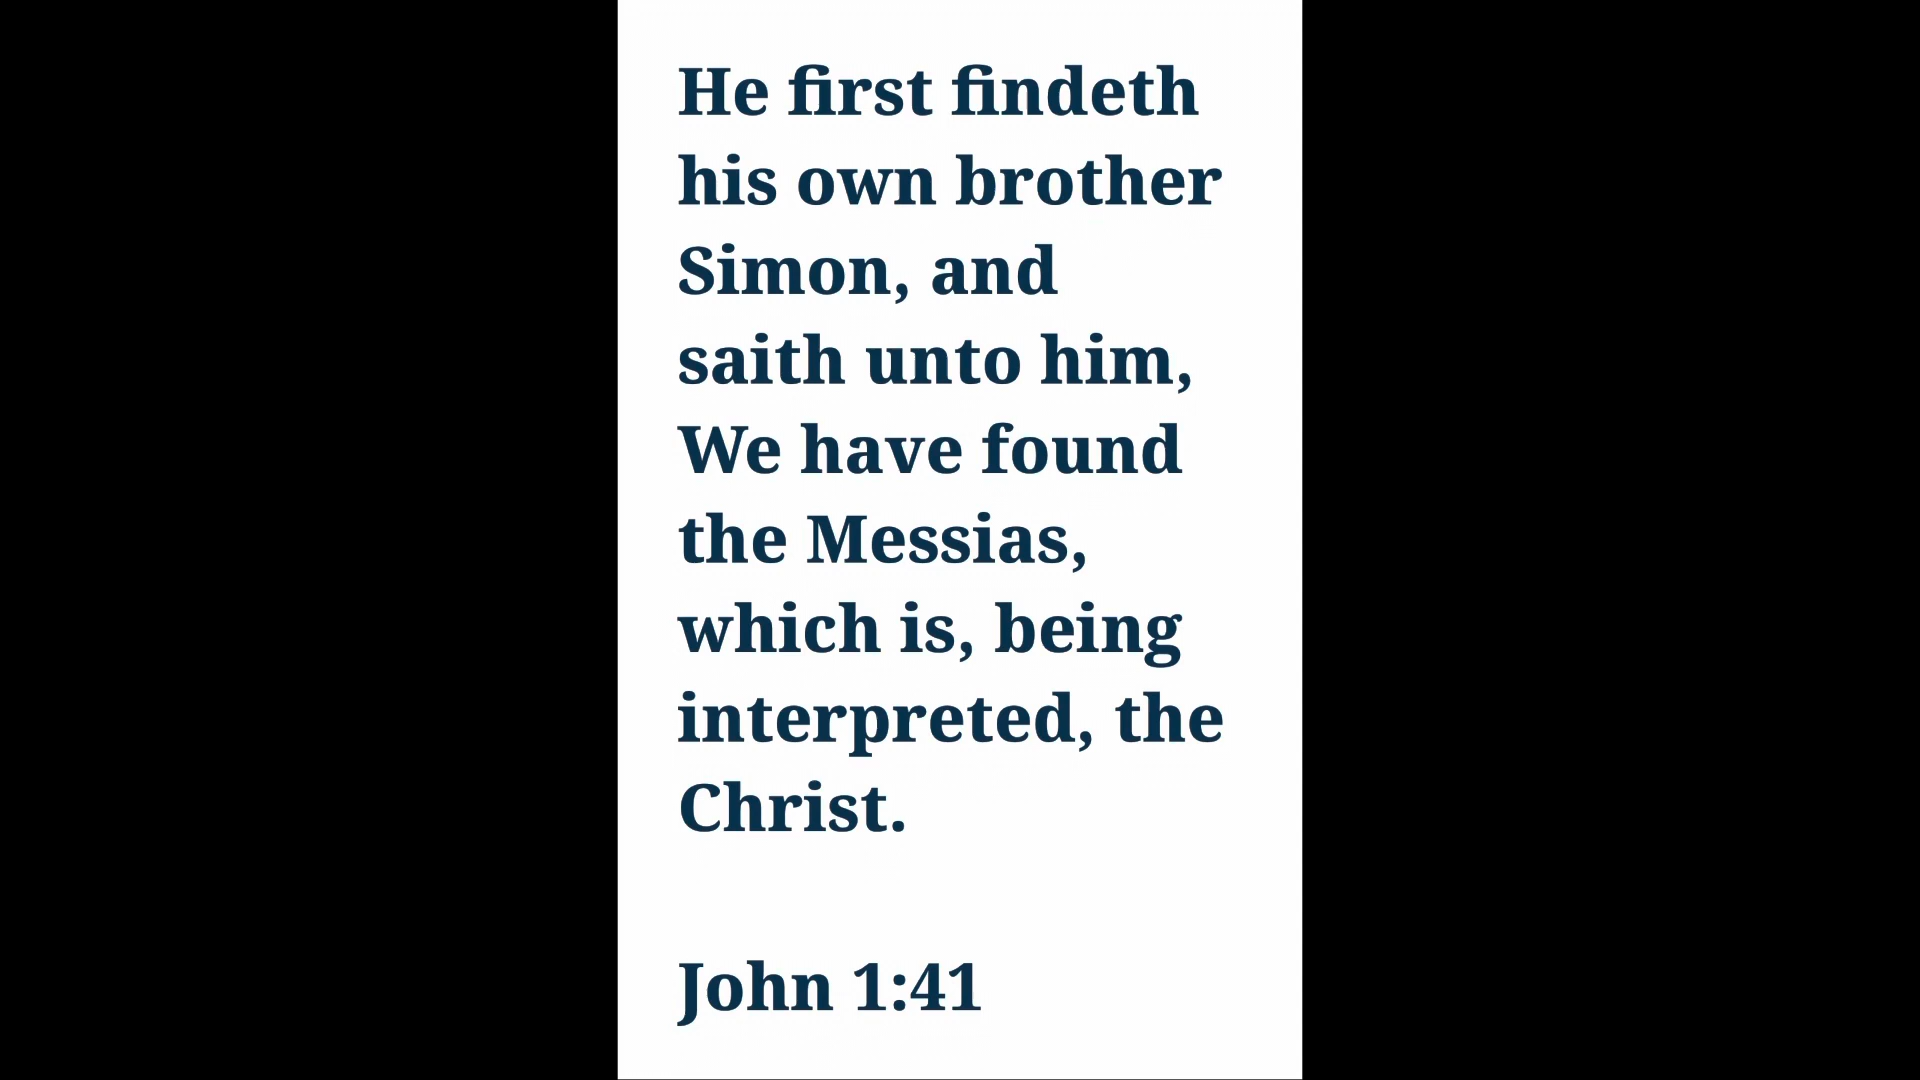 He first findeth
his own brother
Simon, and
saith unto him,
We have found
the Messias,
which is, being
interpreted, the
Christ.
John 1:41